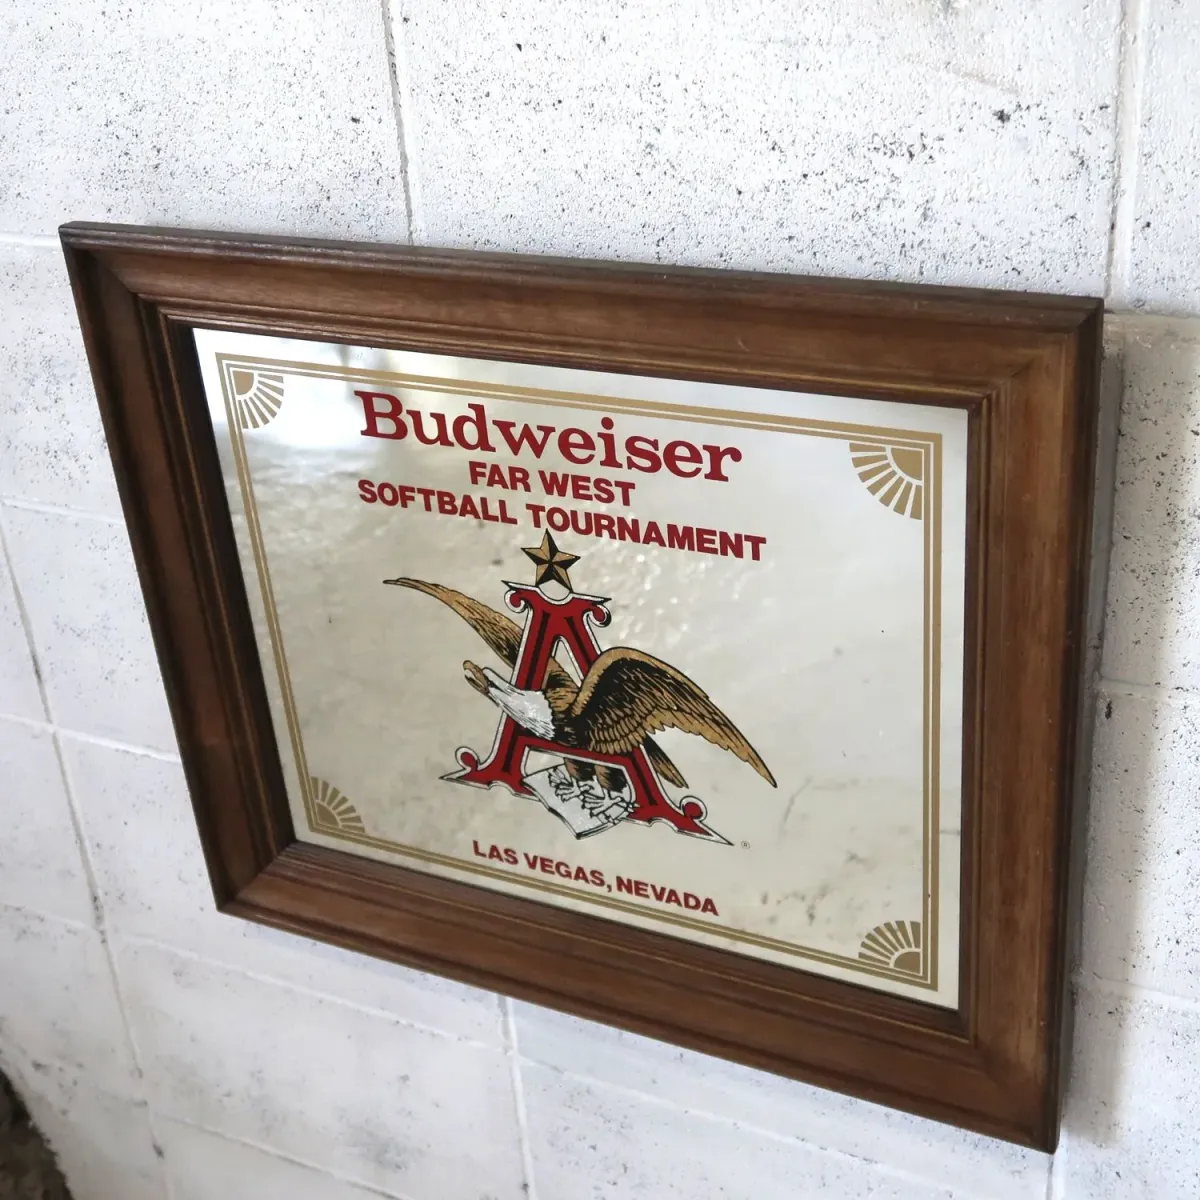 Budweiser
FAR WEST
SOFTBALL TOURNAMENT
A
®
LAS VEGAS, NEVADA